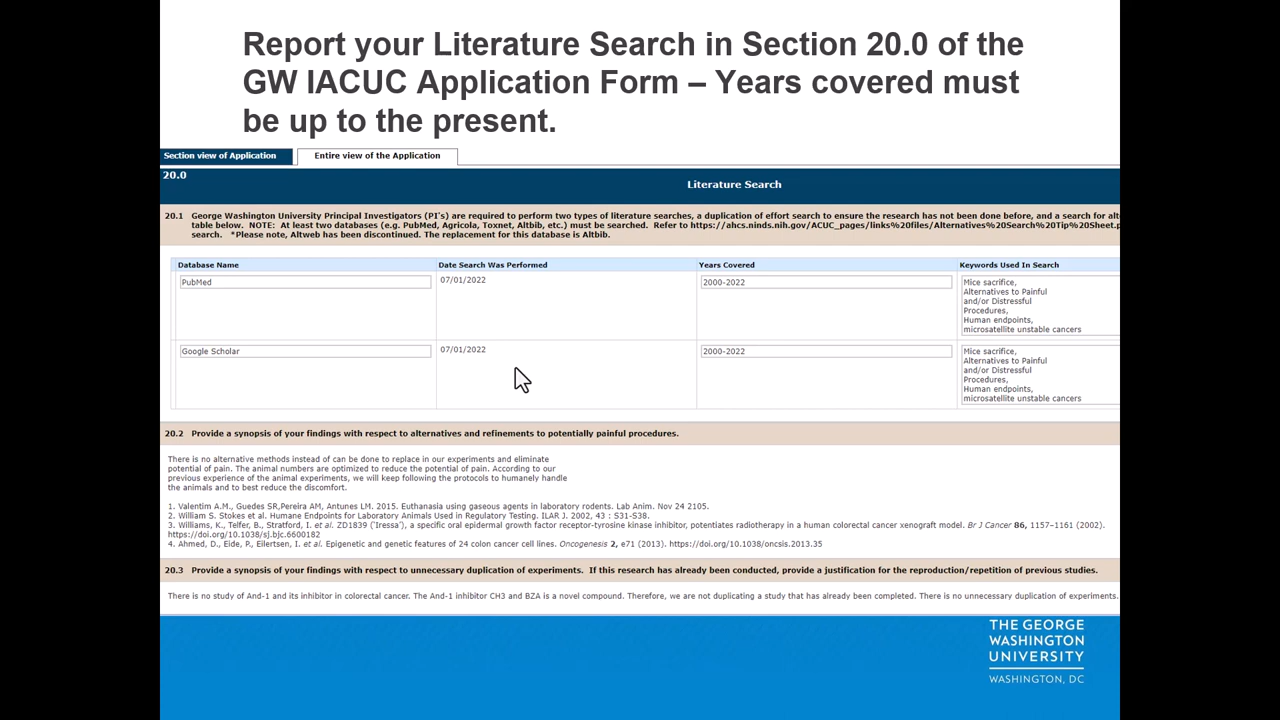 Report your Literature Search in Section 20.0 of the
GW IACUC Application Form – Years covered must
be up to the present.
Section view of Application
Entire view of the Application
20.0
Literature Search
20.1 George Washington University Principal Investigators (PI's) are required to perform two types of literature searches, a duplication of effort search to ensure the research has not been done before, and a search for
table below. NOTE: At least two databases (e.g. PubMed, Agricola, Toxnet, Altbib, etc.) must be searched. Refer to https://ahcs.ninds.nih.gov/ACUC_pages/links%20files/Alternatives%20Search%20Tip%20Sheet.p
search. *Please note, Altweb has been discontinued. The replacement for this database is Altbib.
Database Name Date Search Was Performed Years Covered Keywords Used In Search
PubMed 07/01/2022 2000-2022 Mice sacrifice,
Alternatives to Painful
and/or Distressful
Procedures,
Human endpoints,
microsatellite unstable cancers
Google Scholar 07/01/2022 2000-2022 Mice sacrifice,
Alternatives to Painful
and/or Distressful
Procedures,
Human endpoints,
microsatellite unstable cancers
20.2 Provide a synopsis of your findings with respect to alternatives and refinements to potentially painful procedures.
There is no alternative methods instead of can be done to replace in our experiments and eliminate
potential of pain. The animal numbers are optimized to reduce the potential of pain. According to our
previous experience of the animal experiments, we will keep following the protocols to humanely handle
the animals and to best reduce the discomfort.
1. Valentim A.M., Guedes SR,Pereira AM, Antunes LM. 2015. Euthanasia using gaseous agents in laboratory rodents. Lab Anim. Nov 24 2105.
2. William S. Stokes et al. Humane Endpoints for Laboratory Animals Used in Regulatory Testing. ILAR J. 2002, 43 : S31-S38.
3. Williams, K., Telfer, B., Stratford, I. et al. ZD1839 ('Iressa'), a specific oral epidermal growth factor receptor-tyrosine kinase inhibitor, potentiates radiotherapy in a human colorectal cancer xenograft model. Br J Cancer 86, 1157–1161 (2002).
https://doi.org/10.1038/sj.bjc.6600182
4. Ahmed, D., Eide, P., Eilertsen, I. et al. Epigenetic and genetic features of 24 colon cancer cell lines. Oncogenesis 2, e71 (2013). https://doi.org/10.1038/oncsis.2013.35
20.3 Provide a synopsis of your findings with respect to unnecessary duplication of experiments. If this research has already been conducted, provide a justification for the reproduction/repetition of previous studies.
There is no study of And-1 and its inhibitor in colorectal cancer. The And-1 inhibitor CH3 and BZA is a novel compound. Therefore, we are not duplicating a study that has already been completed. There is no unnecessary duplication of experiments.
THE GEORGE
WASHINGTON
UNIVERSITY
WASHINGTON, DC